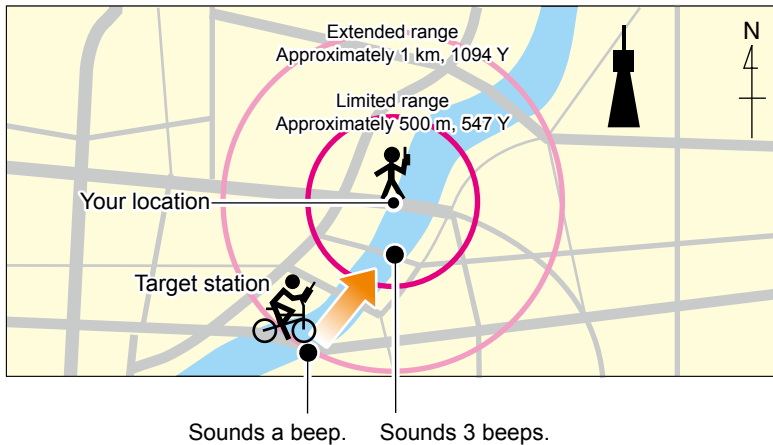 Extended range
Approximately 1 km, 1094 Y
N
Limited range
Approximately 500 m, 547 Y
Your location
Target station
Sounds a beep.
Sounds 3 beeps.